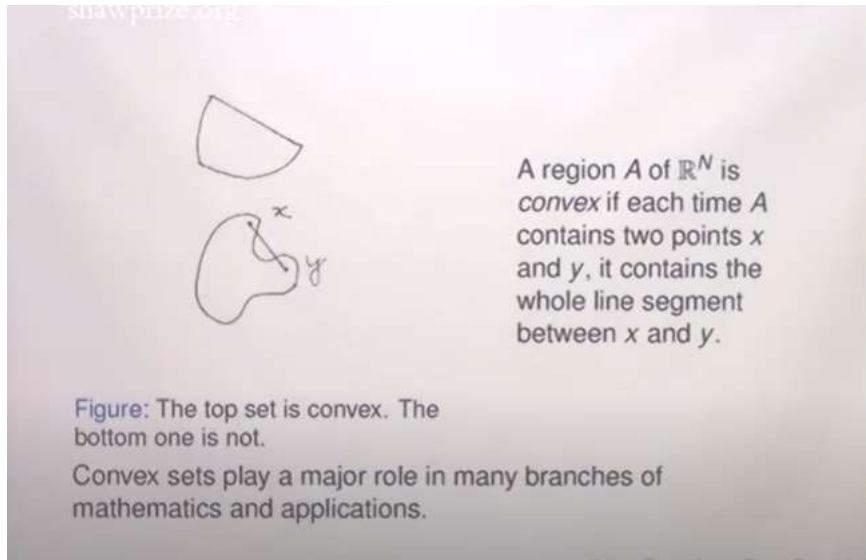 shawprize.org
x
y
A region A of ℝ^N is
convex if each time A
contains two points x
and y, it contains the
whole line segment
between x and y.
Figure: The top set is convex. The
bottom one is not.
Convex sets play a major role in many branches of
mathematics and applications.